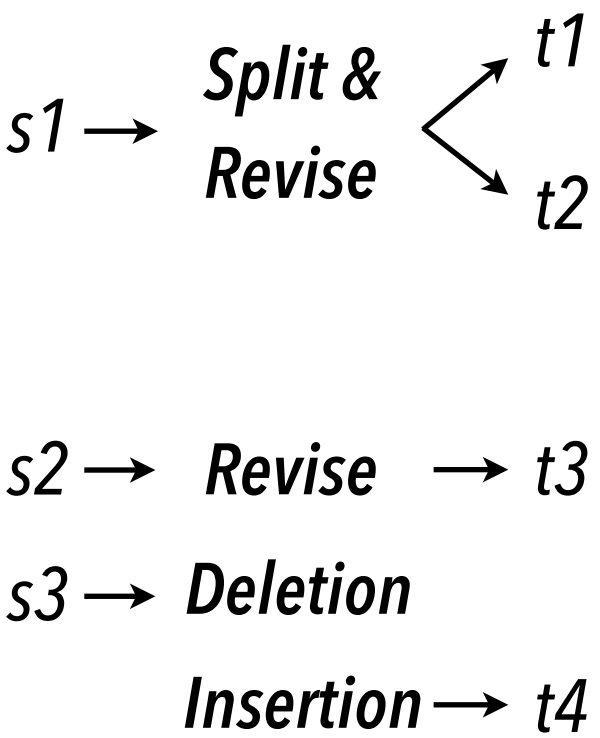 s1 Split & Revise t1
t2
s2 Revise t3
s3 Deletion
Insertion t4